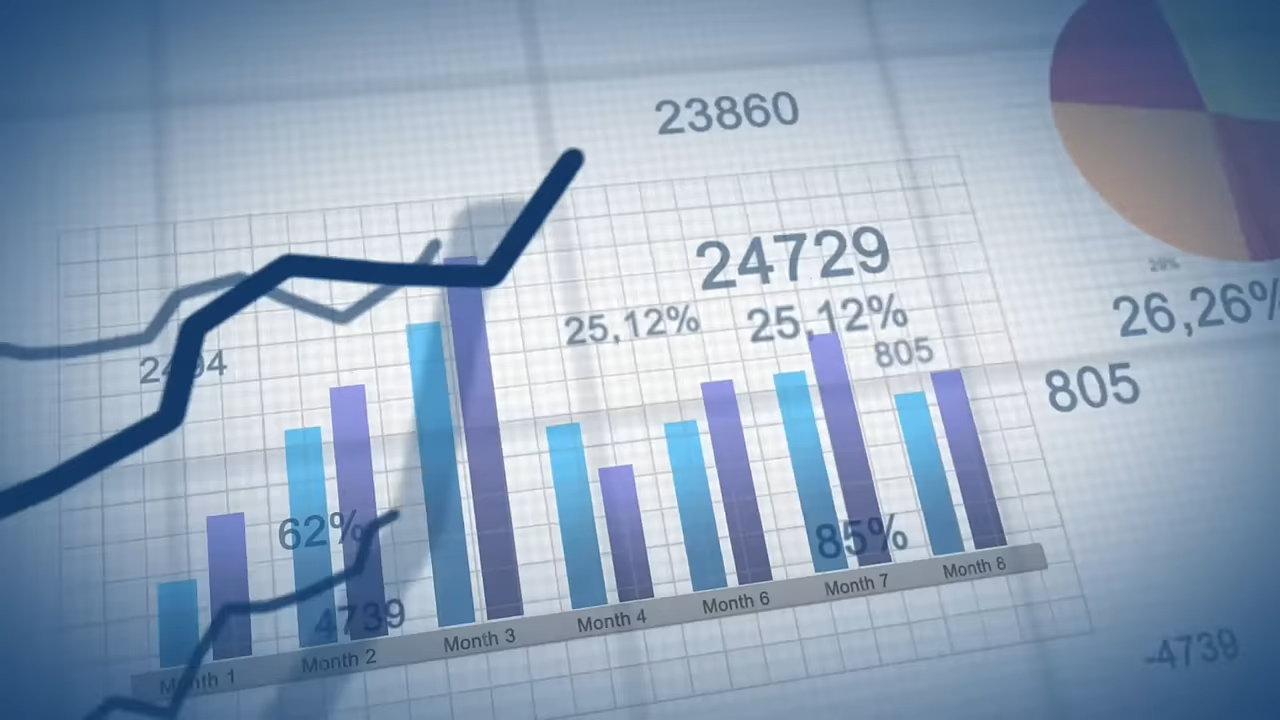 23860
24729
25,12%
25,12%
805
26,26%
805
62%
4739
85%
-4739
Month 1
Month 2
Month 3
Month 4
Month 6
Month 7
Month 8